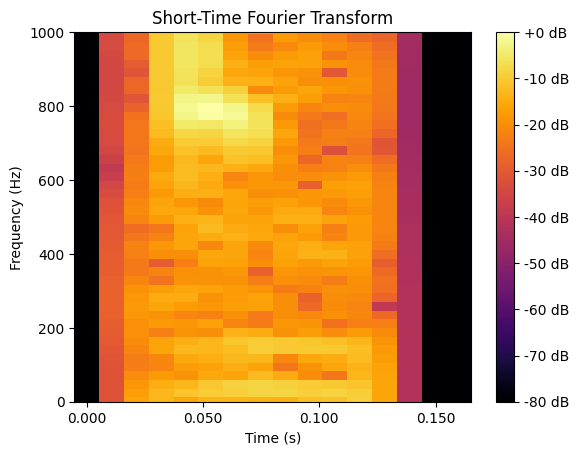 Short-Time Fourier Transform
Frequency (Hz)
1000
800
600
400
200
0
0.000 0.050 0.100 0.150
Time (s)
+0 dB
-10 dB
-20 dB
-30 dB
-40 dB
-50 dB
-60 dB
-70 dB
-80 dB